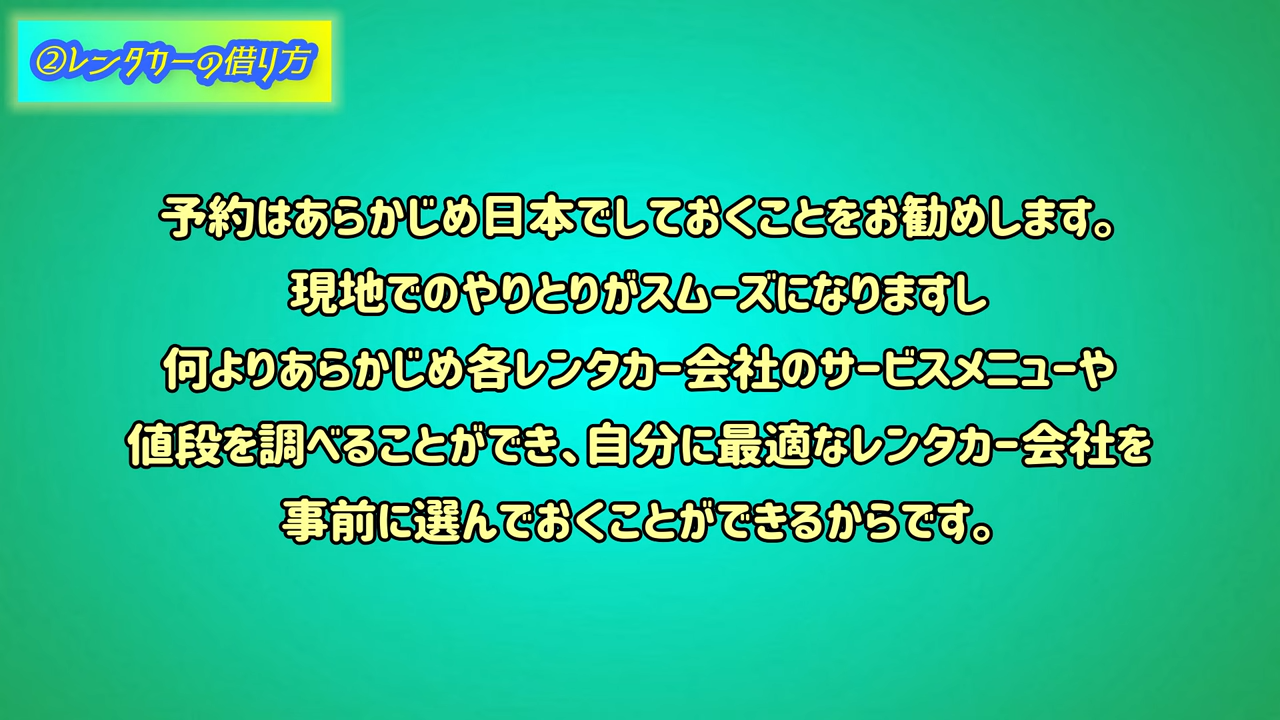 ②レンタカーの借り方
予約はあらかじめ日本でしておくことをお勧めします。
現地でのやりとりがスムーズになりますし
何よりあらかじめ各レンタカー会社のサービスメニューや
値段を調べることができ、自分に最適なレンタカー会社を
事前に選んでおくことができるからです。